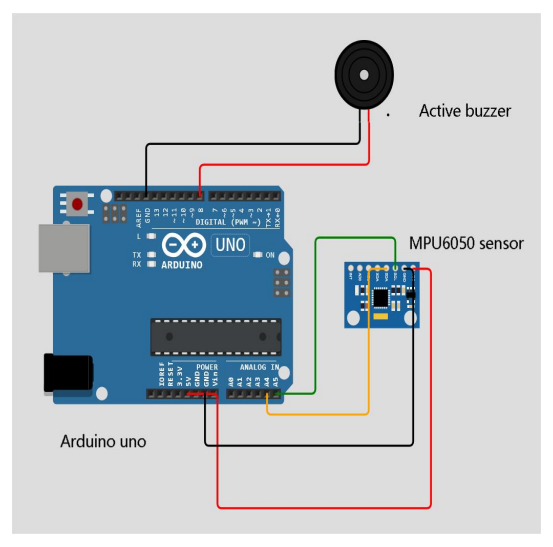 Active buzzer
AREF
GND
13
12
~11
~10
~9
8
7
~6
~5
4
~3
2
TX→1
RX←0
DIGITAL (PWM ~)
L
UNO
TX
RX
ON
ARDUINO
MPU6050 sensor
POWER
ANALOG IN
IOREF
RESET
3.3V
5V
GND
GND
Vin
A0
A1
A2
A3
A4
A5
Arduino uno